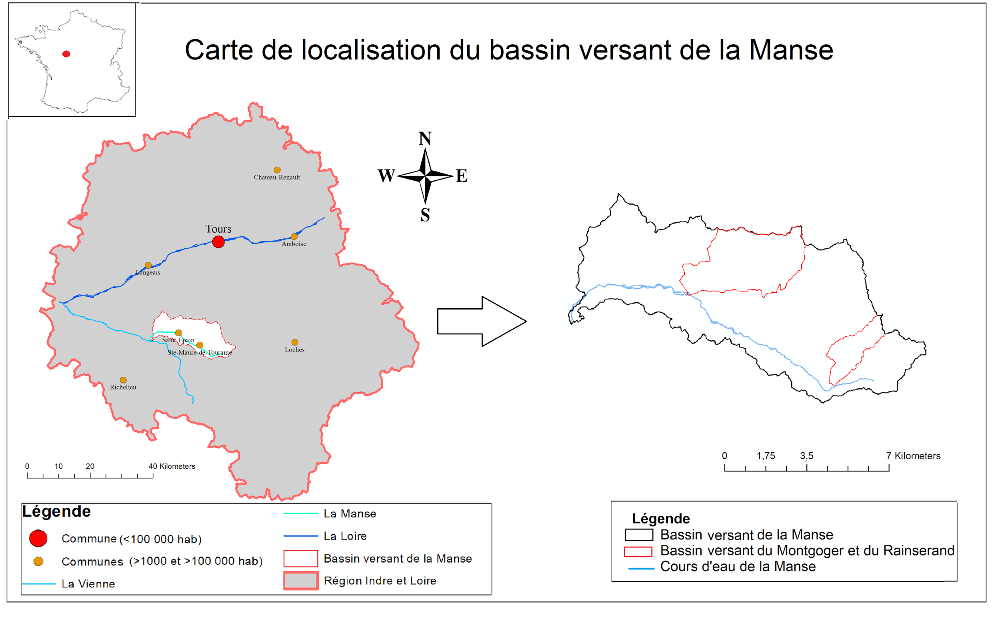 Carte de localisation du bassin versant de la Manse
N
W E
S
Chateau-Renault
Tours
Amboise
Langeais
Saint-Epain
Ste-Maure-de-Touraine
Loches
Richelieu
0 10 20 40 Kilometers
0 1,75 3,5 7 Kilometers
Légende
Commune (<100 000 hab)
Communes (>1000 et >100 000 hab)
La Vienne
La Manse
La Loire
Bassin versant de la Manse
Région Indre et Loire
Légende
Bassin versant de la Manse
Bassin versant du Montgoger et du Rainserand
Cours d'eau de la Manse